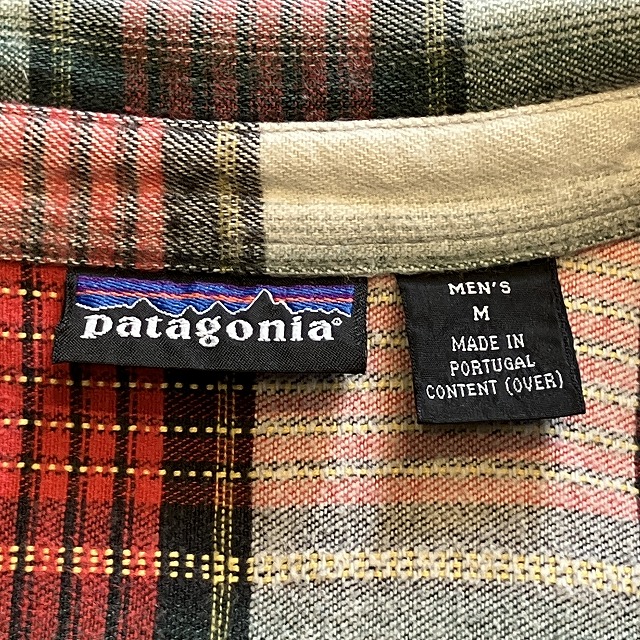 patagonia®
MEN'S
M
MADE IN
PORTUGAL
CONTENT (OVER)